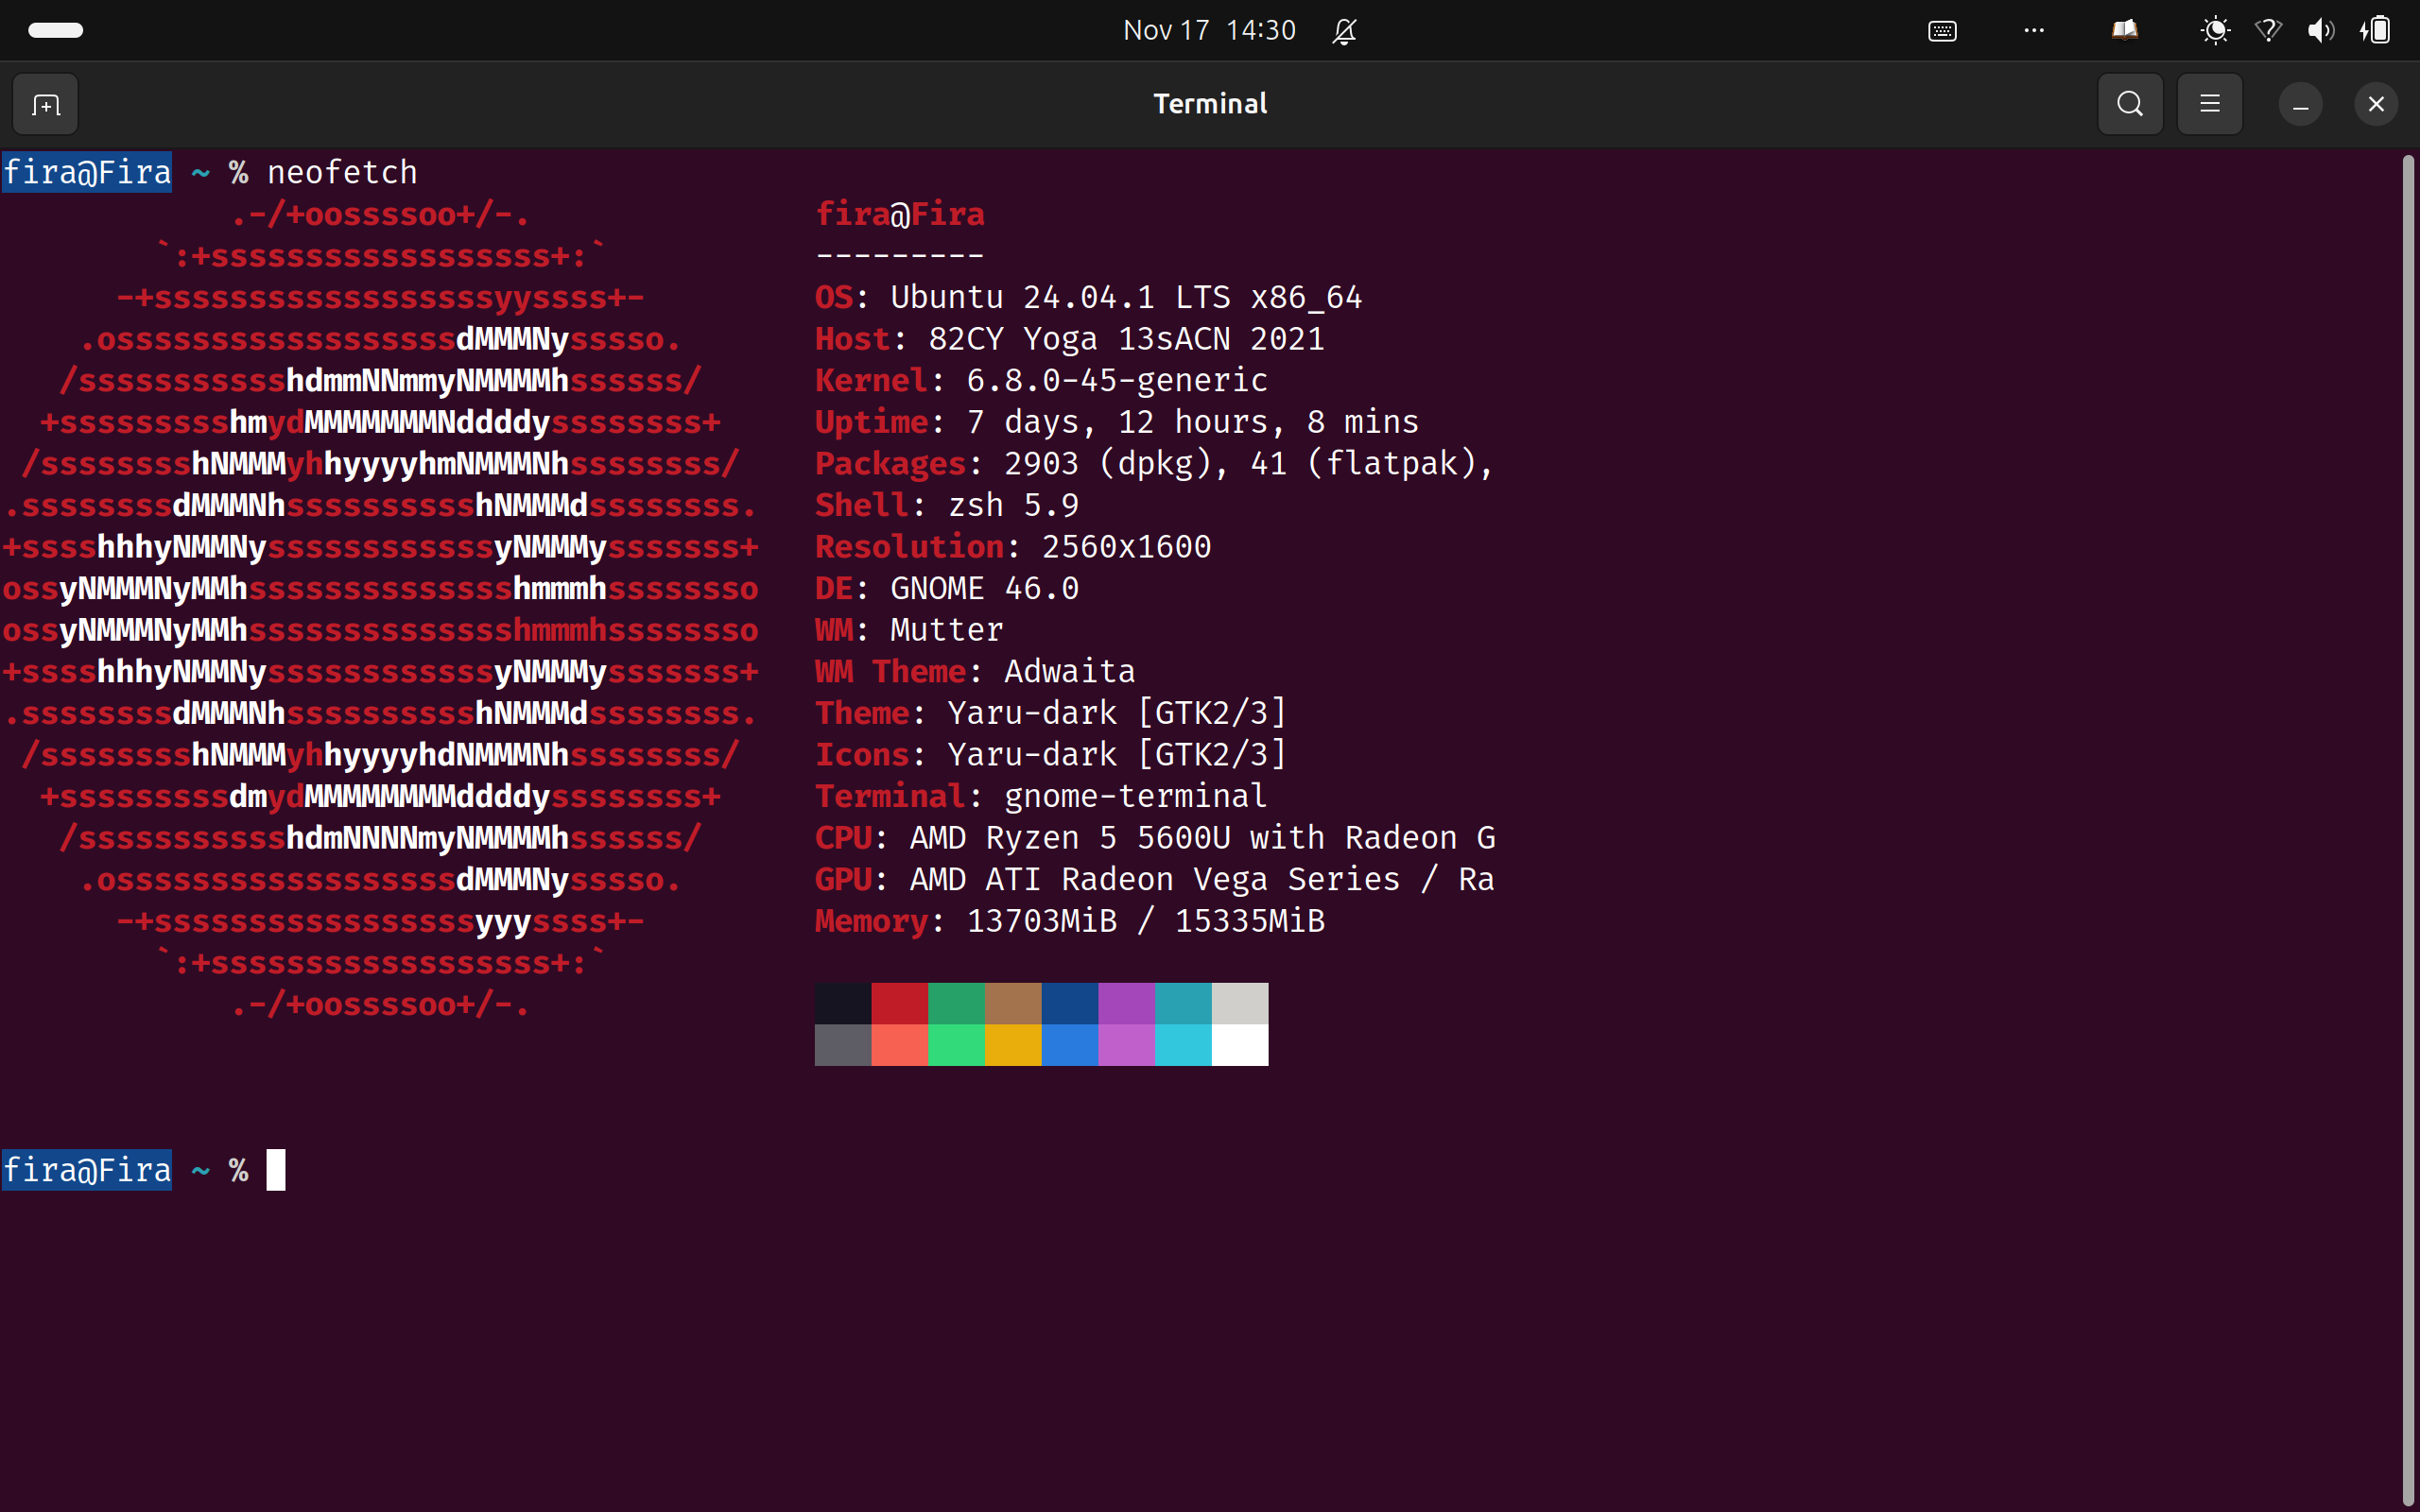 Nov 17 14:30
Terminal
fira@Fira ~ % neofetch
            .-/+oossssoo+/-.               fira@Fira
        `:+ssssssssssssssssss+:`           ---------
      -+ssssssssssssssssssyyssss+-         OS: Ubuntu 24.04.1 LTS x86_64
    .ossssssssssssssssssdMMMNysssso.       Host: 82CY Yoga 13sACN 2021
   /ssssssssssshdmmNNmmyNMMMMhssssss/      Kernel: 6.8.0-45-generic
  +ssssssssshmydMMMMMMMNddddyssssssss+     Uptime: 7 days, 12 hours, 8 mins
 /sssssssshNMMMyhhyyyyhmNMMMNhssssssss/    Packages: 2903 (dpkg), 41 (flatpak),
.ssssssssdMMMNhsssssssssshNMMMdssssssss.   Shell: zsh 5.9
+sssshhhyNMMNyssssssssssssyNMMMysssssss+   Resolution: 2560x1600
ossyNMMMNyMMhsssssssssssssshmmmhssssssso   DE: GNOME 46.0
ossyNMMMNyMMhsssssssssssssshmmmhssssssso   WM: Mutter
+sssshhhyNMMNyssssssssssssyNMMMysssssss+   WM Theme: Adwaita
.ssssssssdMMMNhsssssssssshNMMMdssssssss.   Theme: Yaru-dark [GTK2/3]
 /sssssssshNMMMyhhyyyyhdNMMMNhssssssss/    Icons: Yaru-dark [GTK2/3]
  +sssssssssdmydMMMMMMMMddddyssssssss+     Terminal: gnome-terminal
   /ssssssssssshdmNNNNmyNMMMMhssssss/      CPU: AMD Ryzen 5 5600U with Radeon G
    .ossssssssssssssssssdMMMNysssso.       GPU: AMD ATI Radeon Vega Series / Ra
      -+sssssssssssssssssyyyssss+-         Memory: 13703MiB / 15335MiB
        `:+ssssssssssssssssss+:`
            .-/+oossssoo+/-.
fira@Fira ~ %